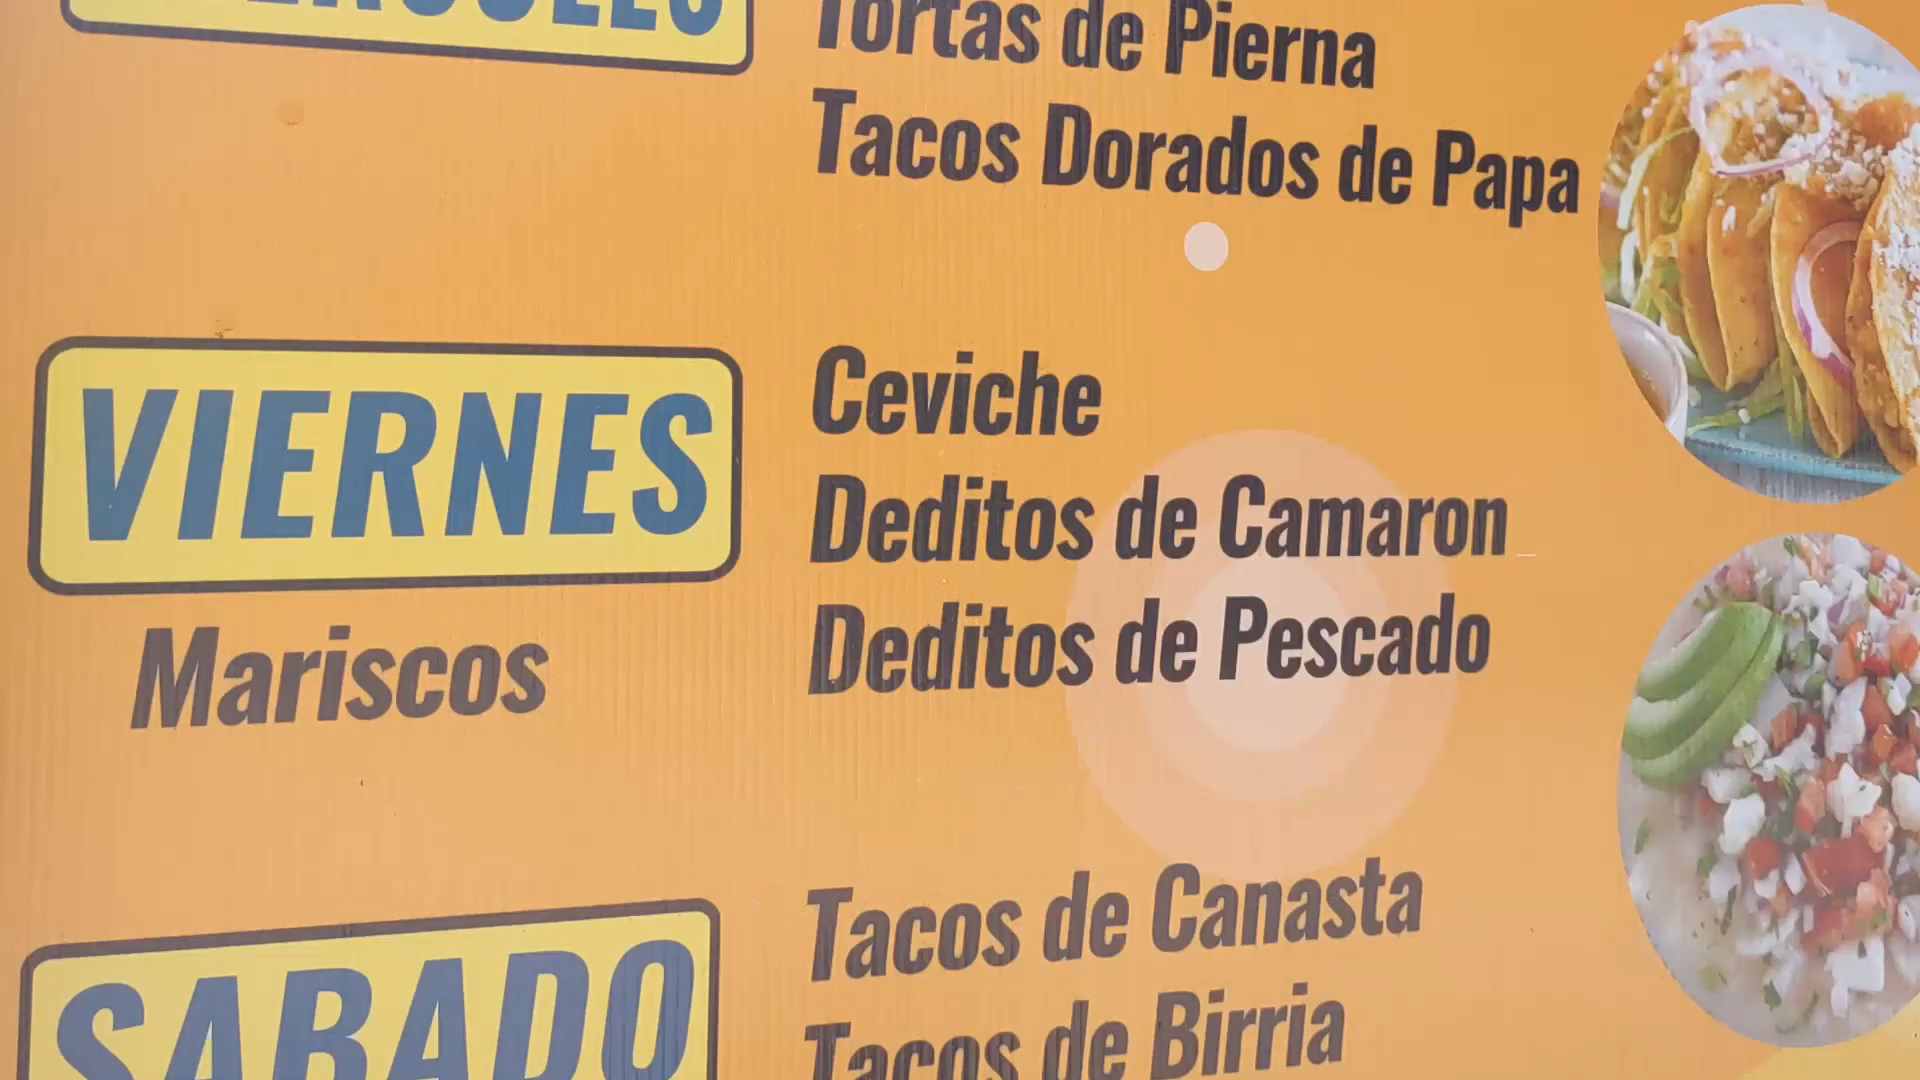 Tortas de Pierna
Tacos Dorados de Papa
VIERNES
Mariscos
Ceviche
Deditos de Camaron
Deditos de Pescado
SABADO
Tacos de Canasta
Tacos de Birria